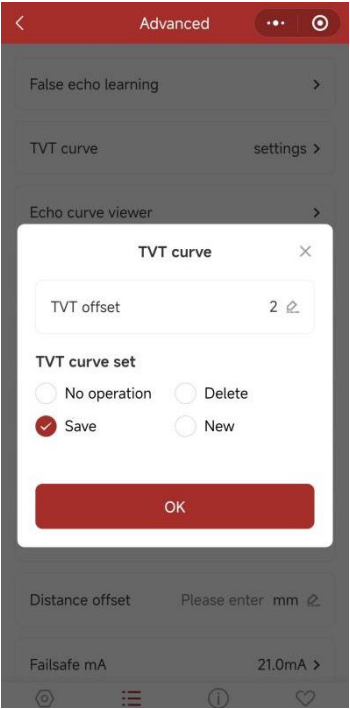 Advanced
False echo learning
TVT curve settings
Echo curve viewer
TVT curve
TVT offset 2
TVT curve set
No operation Delete
Save New
OK
Distance offset Please enter mm
Failsafe mA 21.0mA